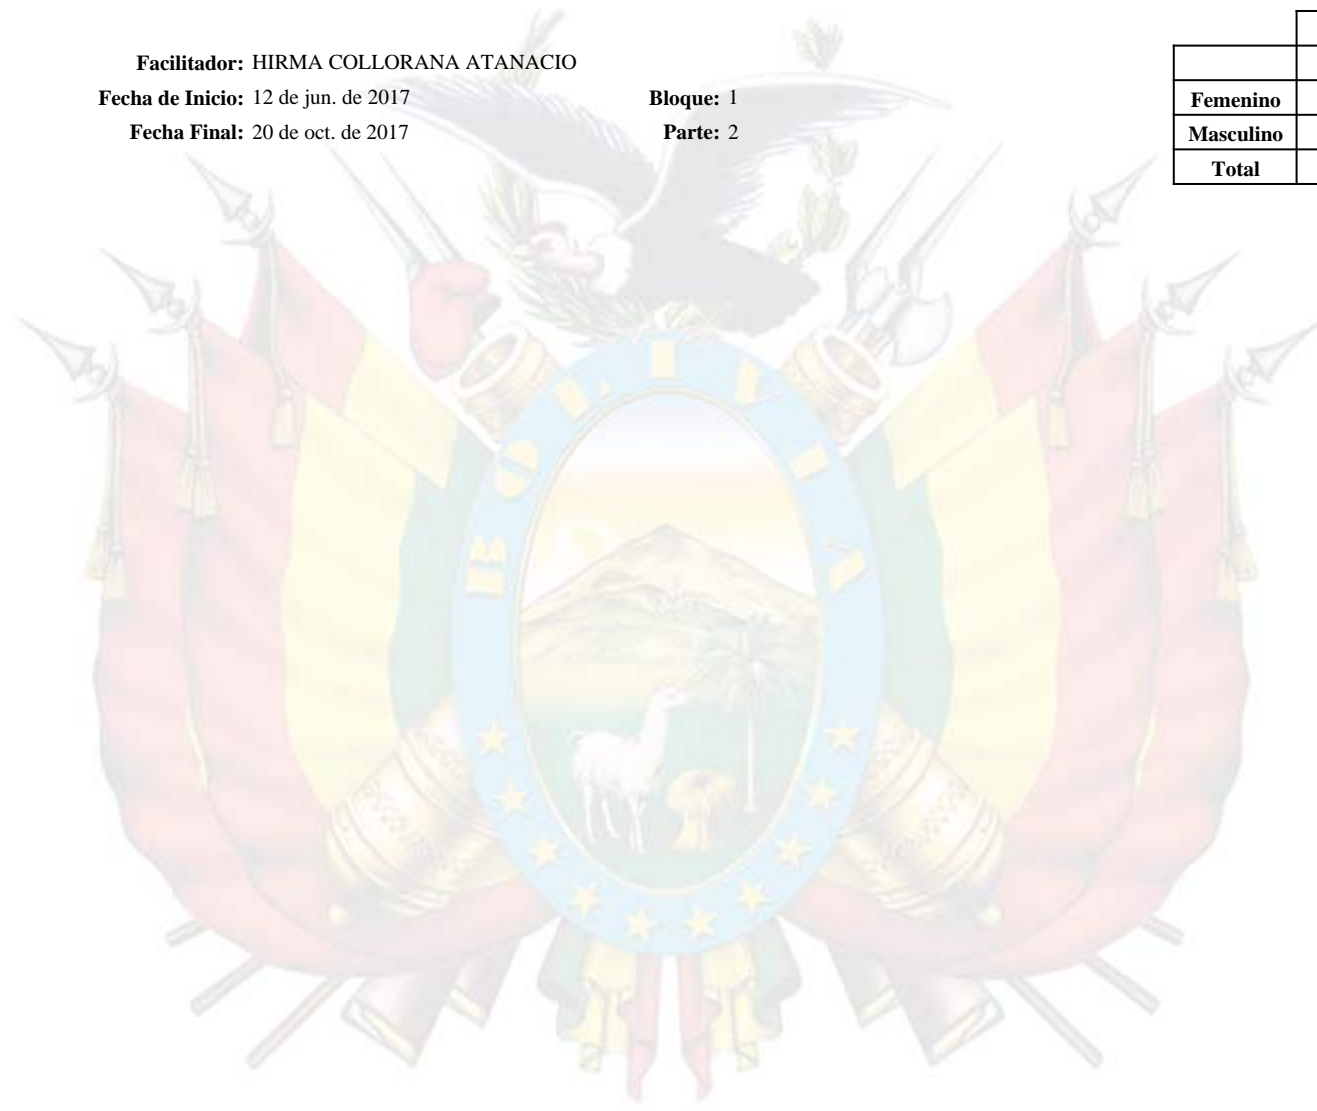 Facilitador: HIRMA COLLORANA ATANACIO
Fecha de Inicio: 12 de jun. de 2017 Bloque: 1
Fecha Final: 20 de oct. de 2017 Parte: 2
Femenino
Masculino
Total
BOLIVIA